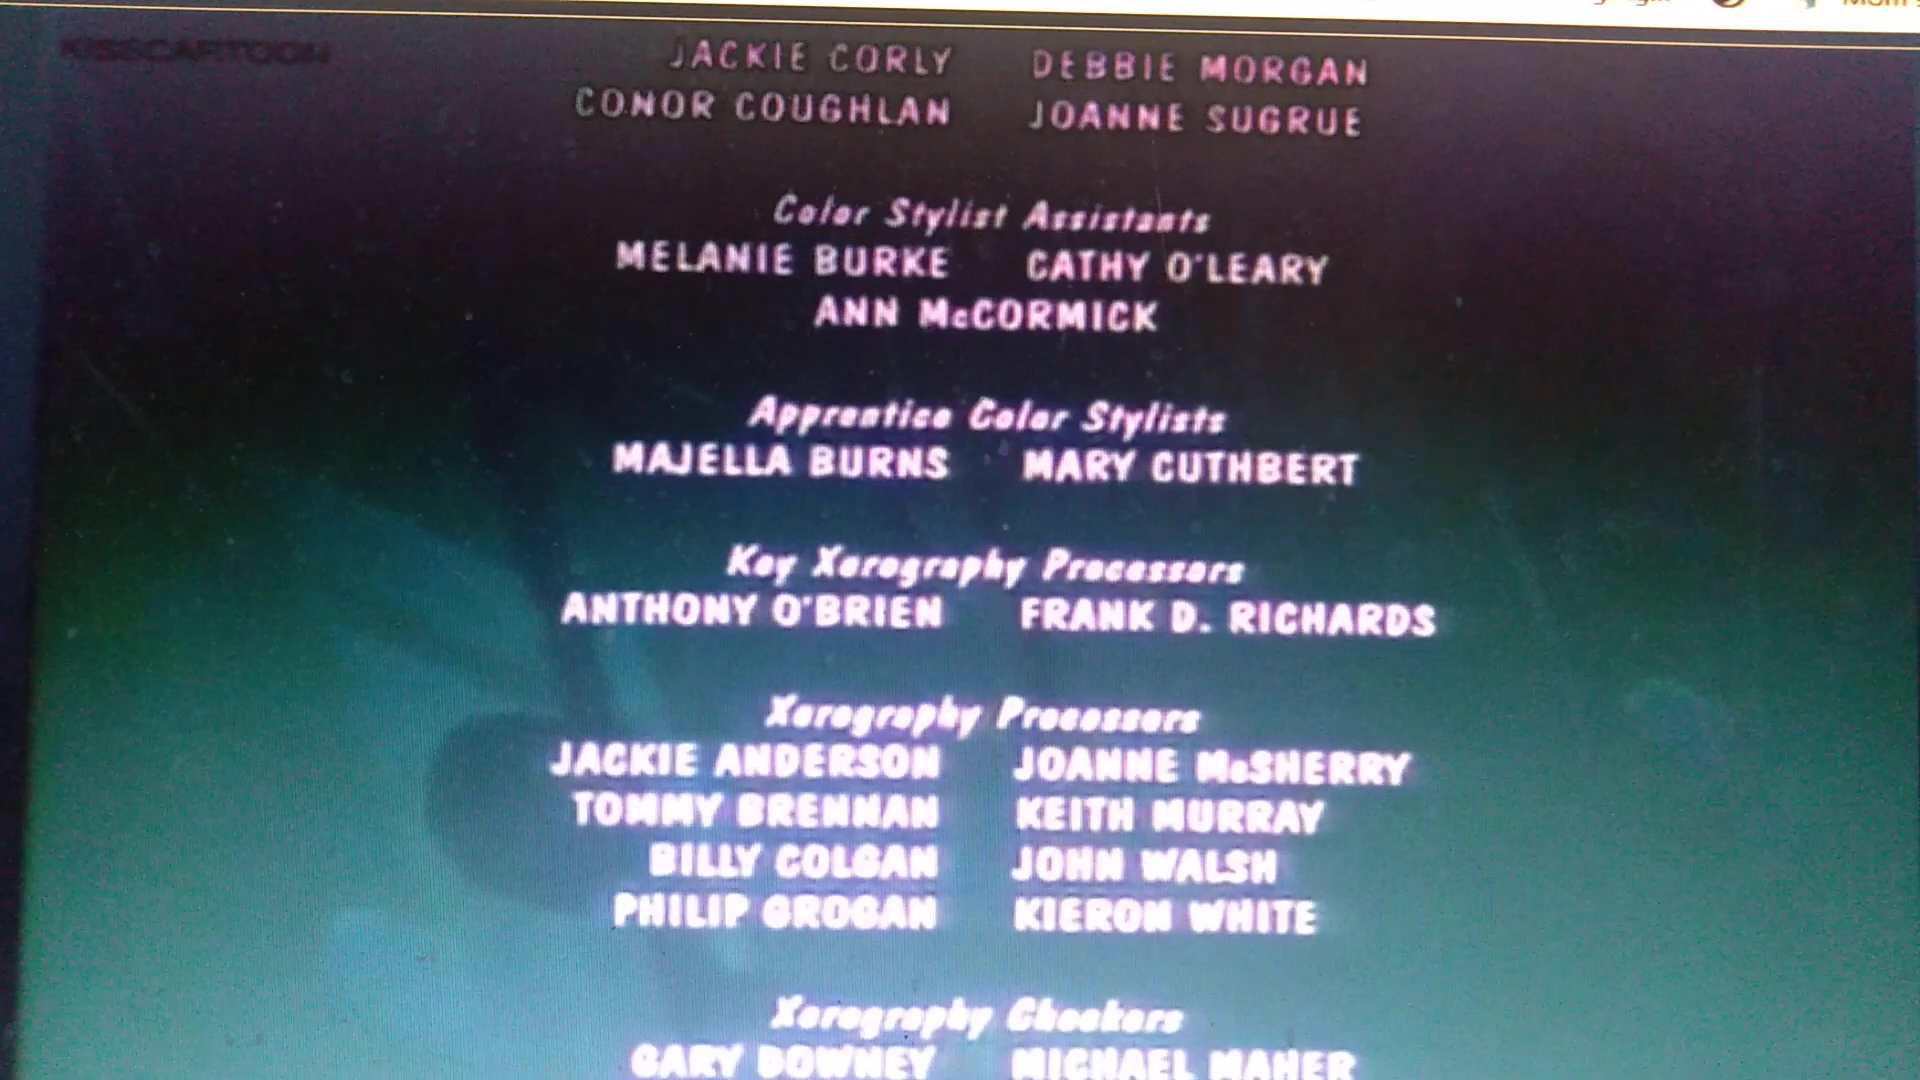 KISSCARTOON
JACKIE CORLY DEBBIE MORGAN
CONOR COUGHLAN JOANNE SUGRUE
Color Stylist Assistants
MELANIE BURKE CATHY O'LEARY
ANN McCORMICK
Apprentice Color Stylists
MAJELLA BURNS MARY CUTHBERT
Key Xerography Processors
ANTHONY O'BRIEN FRANK D. RICHARDS
Xerography Processors
JACKIE ANDERSON JOANNE McSHERRY
TOMMY BRENNAN KEITH MURRAY
BILLY COLGAN JOHN WALSH
PHILIP GROGAN KIERON WHITE
Xerography Checkers
GARY DOWNEY MICHAEL MAHER